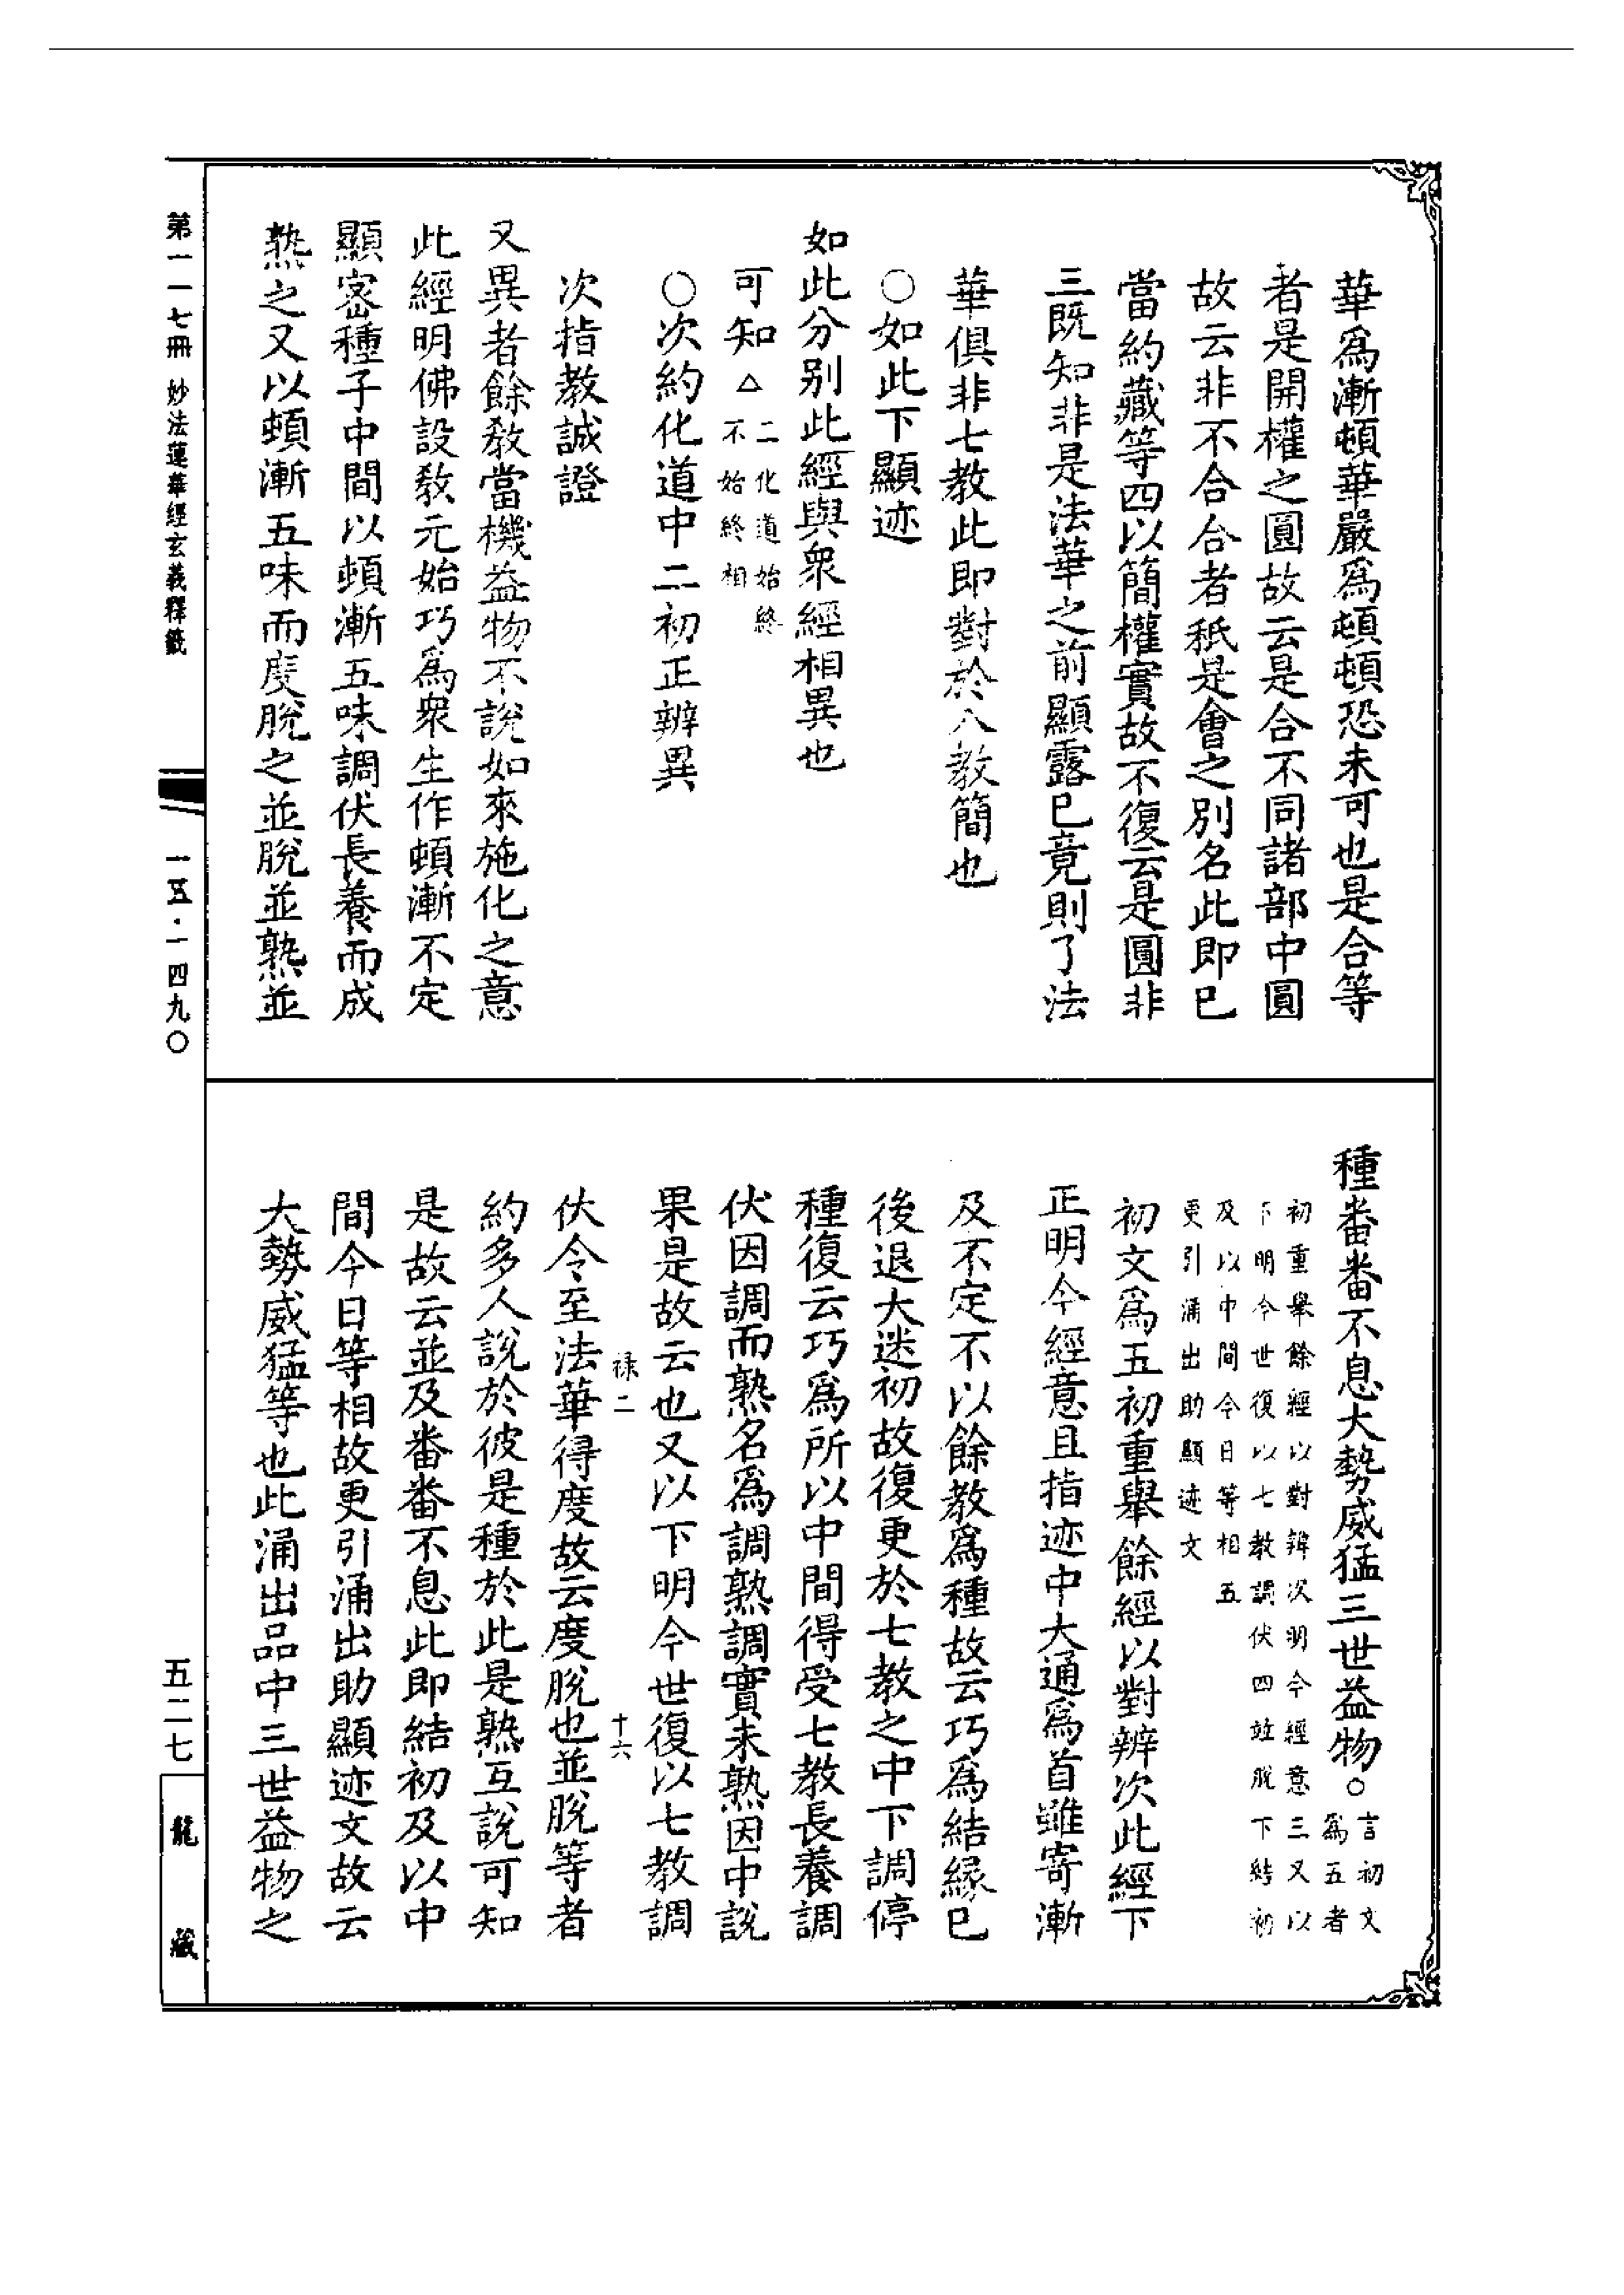 華爲漸頓華嚴爲頓頓恐未可也是合等
者是開權之圓故云是合不同諸部中圓
故云非不合合者秖是會之別名此即已
當約藏等四以簡權實故不復云是圓非
三既知非是法華之前顯露已竟則了法
華俱非七教此即對於八教簡也
○如此下顯迹
如此分別此經與衆經相異也
可知△二化道始終
不始終相
○次約化道中二初正辨異
次指教誠證
又異者餘教當機益物不說如來施化之意
此經明佛設教元始巧爲衆生作頓漸不定
顯密種子中間以頓漸五味調伏長養而成
熟之又以頓漸五味而度脫之並脫並熟並
種番番不息大勢威猛三世益物。言初文
爲五者
初重舉餘經以對辨次明今經意三又以
下明今世復以七教調伏四並脫下結初
及以中間今日等相五
更引涌出助顯迹文
初文爲五初重舉餘經以對辨次此經下
正明今經意且指迹中大通爲首雖寄漸
及不定不以餘教爲種故云巧爲結緣已
後退大迷初故復更於七教之中下調停
種復云巧爲所以中間得受七教長養調
伏因調而熟名爲調熟調實未熟因中說
果是故云也又以下明今世復以七教調
祿二
十六
伏令至法華得度故云度脫也並脫等者
約多人說於彼是種於此是熟互說可知
是故云並及番番不息此即結初及以中
間今日等相故更引涌出助顯迹文故云
大勢威猛等也此涌出品中三世益物之
第一一七冊 妙法蓮華經玄義釋籤
一五·一四九〇
五二七
龍藏